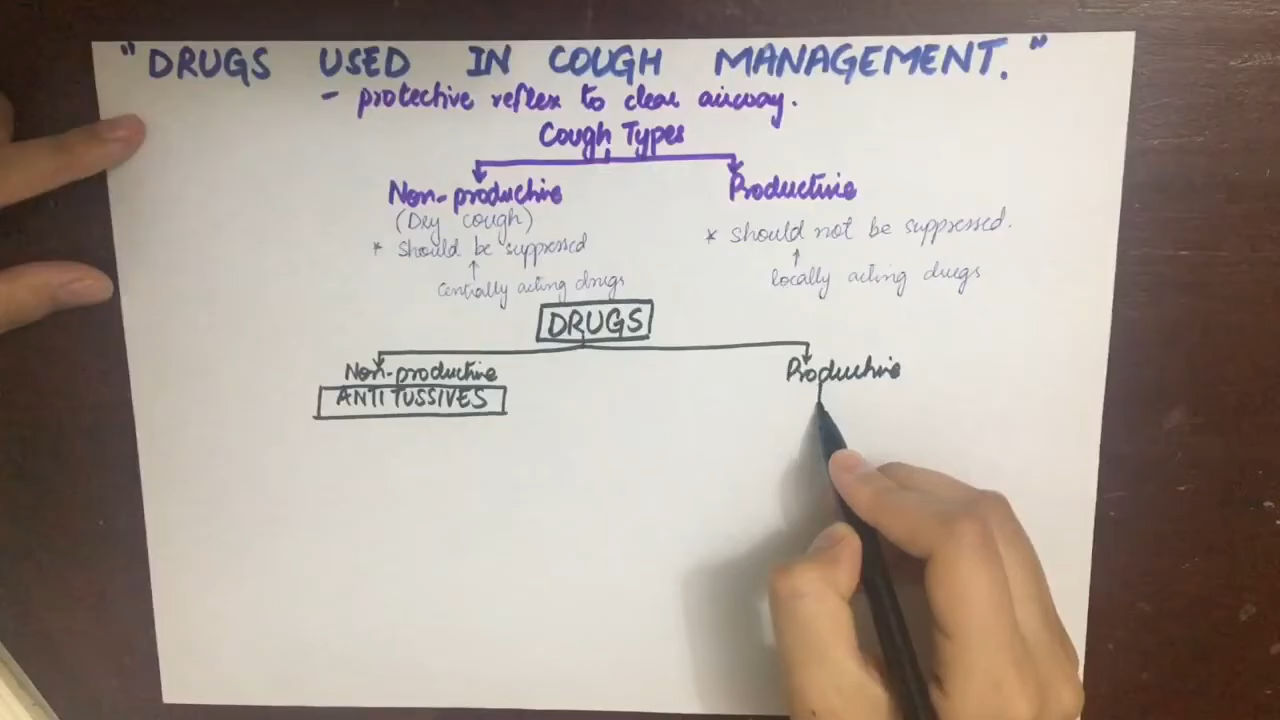 "DRUGS USED IN COUGH MANAGEMENT."
- protective reflex to clear airway.
Cough Types
Non-productive
(Dry cough)
* should be suppressed
centrally acting drugs
Productive
* should not be suppressed.
locally acting drugs
DRUGS
Non-productive
ANTITUSSIVES
Productive